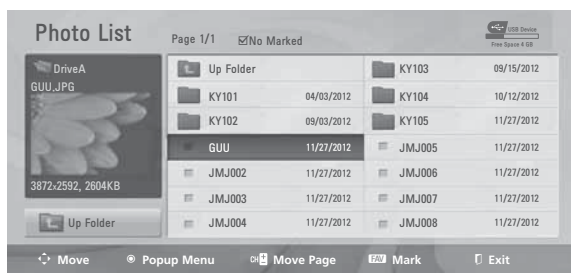 Photo List
Page 1/1 ☑No Marked
USB Device
Free Space 4 GB
DriveA
GUU.JPG
3872x2592, 2604KB
Up Folder
Up Folder
KY101 04/03/2012
KY102 09/03/2012
GUU 11/27/2012
JMJ002 11/27/2012
JMJ003 11/27/2012
JMJ004 11/27/2012
KY103 09/15/2012
KY104 10/12/2012
KY105 11/27/2012
JMJ005 11/27/2012
JMJ006 11/27/2012
JMJ007 11/27/2012
JMJ008 11/27/2012
Move Popup Menu CH Move Page FAV Mark Exit